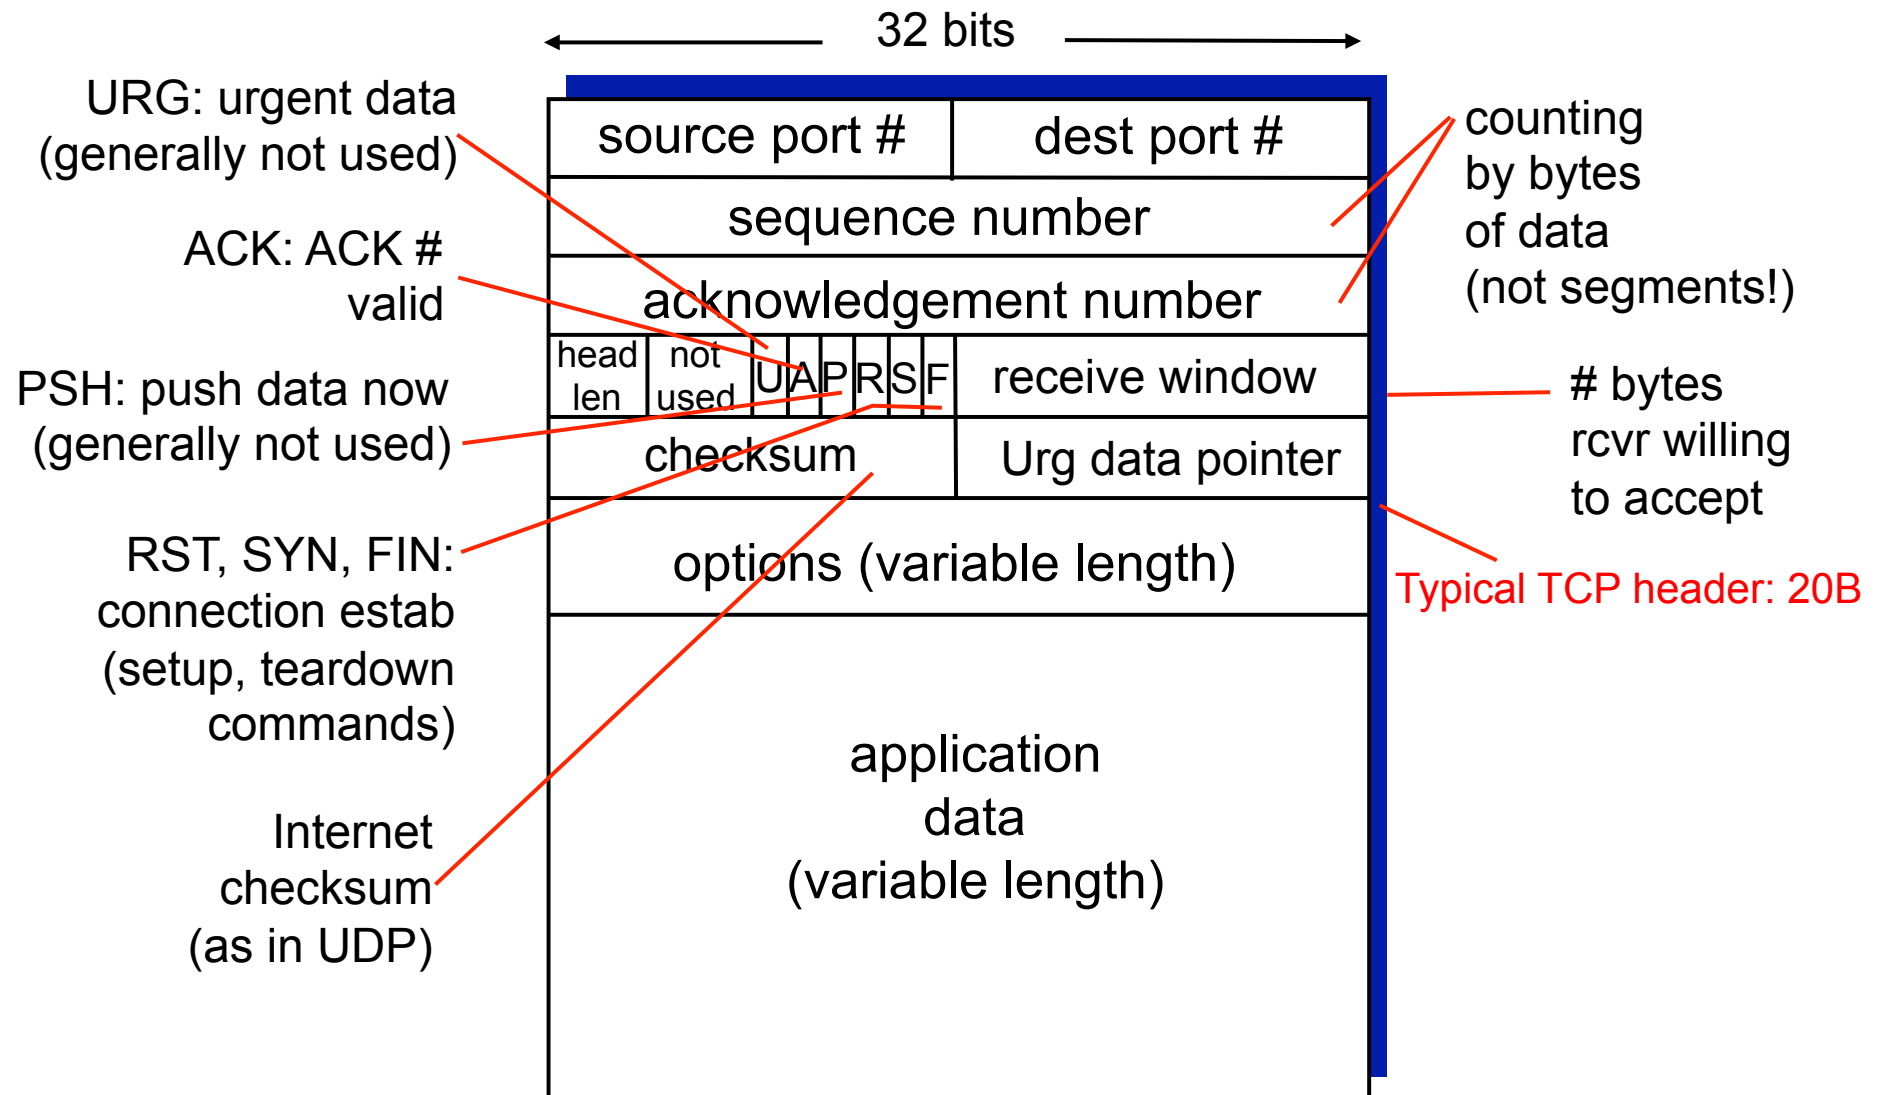 32 bits
URG: urgent data
(generally not used)
ACK: ACK #
valid
PSH: push data now
(generally not used)
RST, SYN, FIN:
connection estab
(setup, teardown
commands)
Internet
checksum
(as in UDP)
source port #
dest port #
sequence number
acknowledgement number
head
len
not
used
U
A
P
R
S
F
receive window
checksum
Urg data pointer
options (variable length)
application
data
(variable length)
counting
by bytes
of data
(not segments!)
# bytes
rcvr willing
to accept
Typical TCP header: 20B